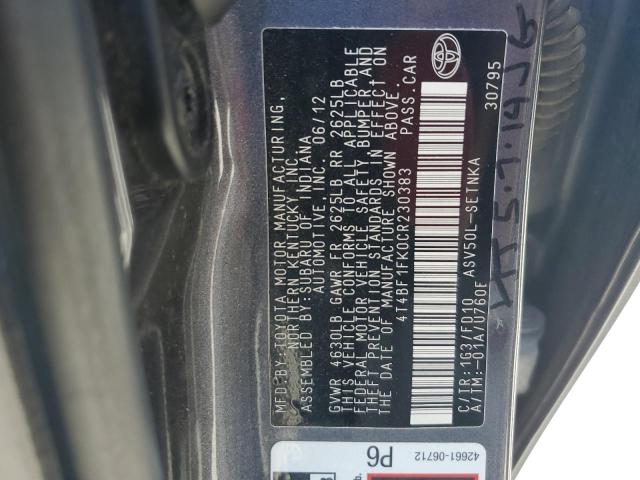 MFD.BY:TOYOTA MOTOR MANUFACTURING,
NORTHERN KENTUCKY, INC.
ASSEMBLED BY:SUBARU OF INDIANA
AUTOMOTIVE, INC. 06/12
GVWR 4630LB GAWR FR 2625LB RR 2625LB
THIS VEHICLE CONFORMS TO ALL APPLICABLE
FEDERAL MOTOR VEHICLE SAFETY, BUMPER, AND
THEFT PREVENTION STANDARDS IN EFFECT ON
THE DATE OF MANUFACTURE SHOWN ABOVE.
4T4BF1FK0CR230383 PASS.CAR
C/TR:1G3/FD10 ASV50L-SETNKA
A/TM:-01A/U760E
30795
42661-06712
P6